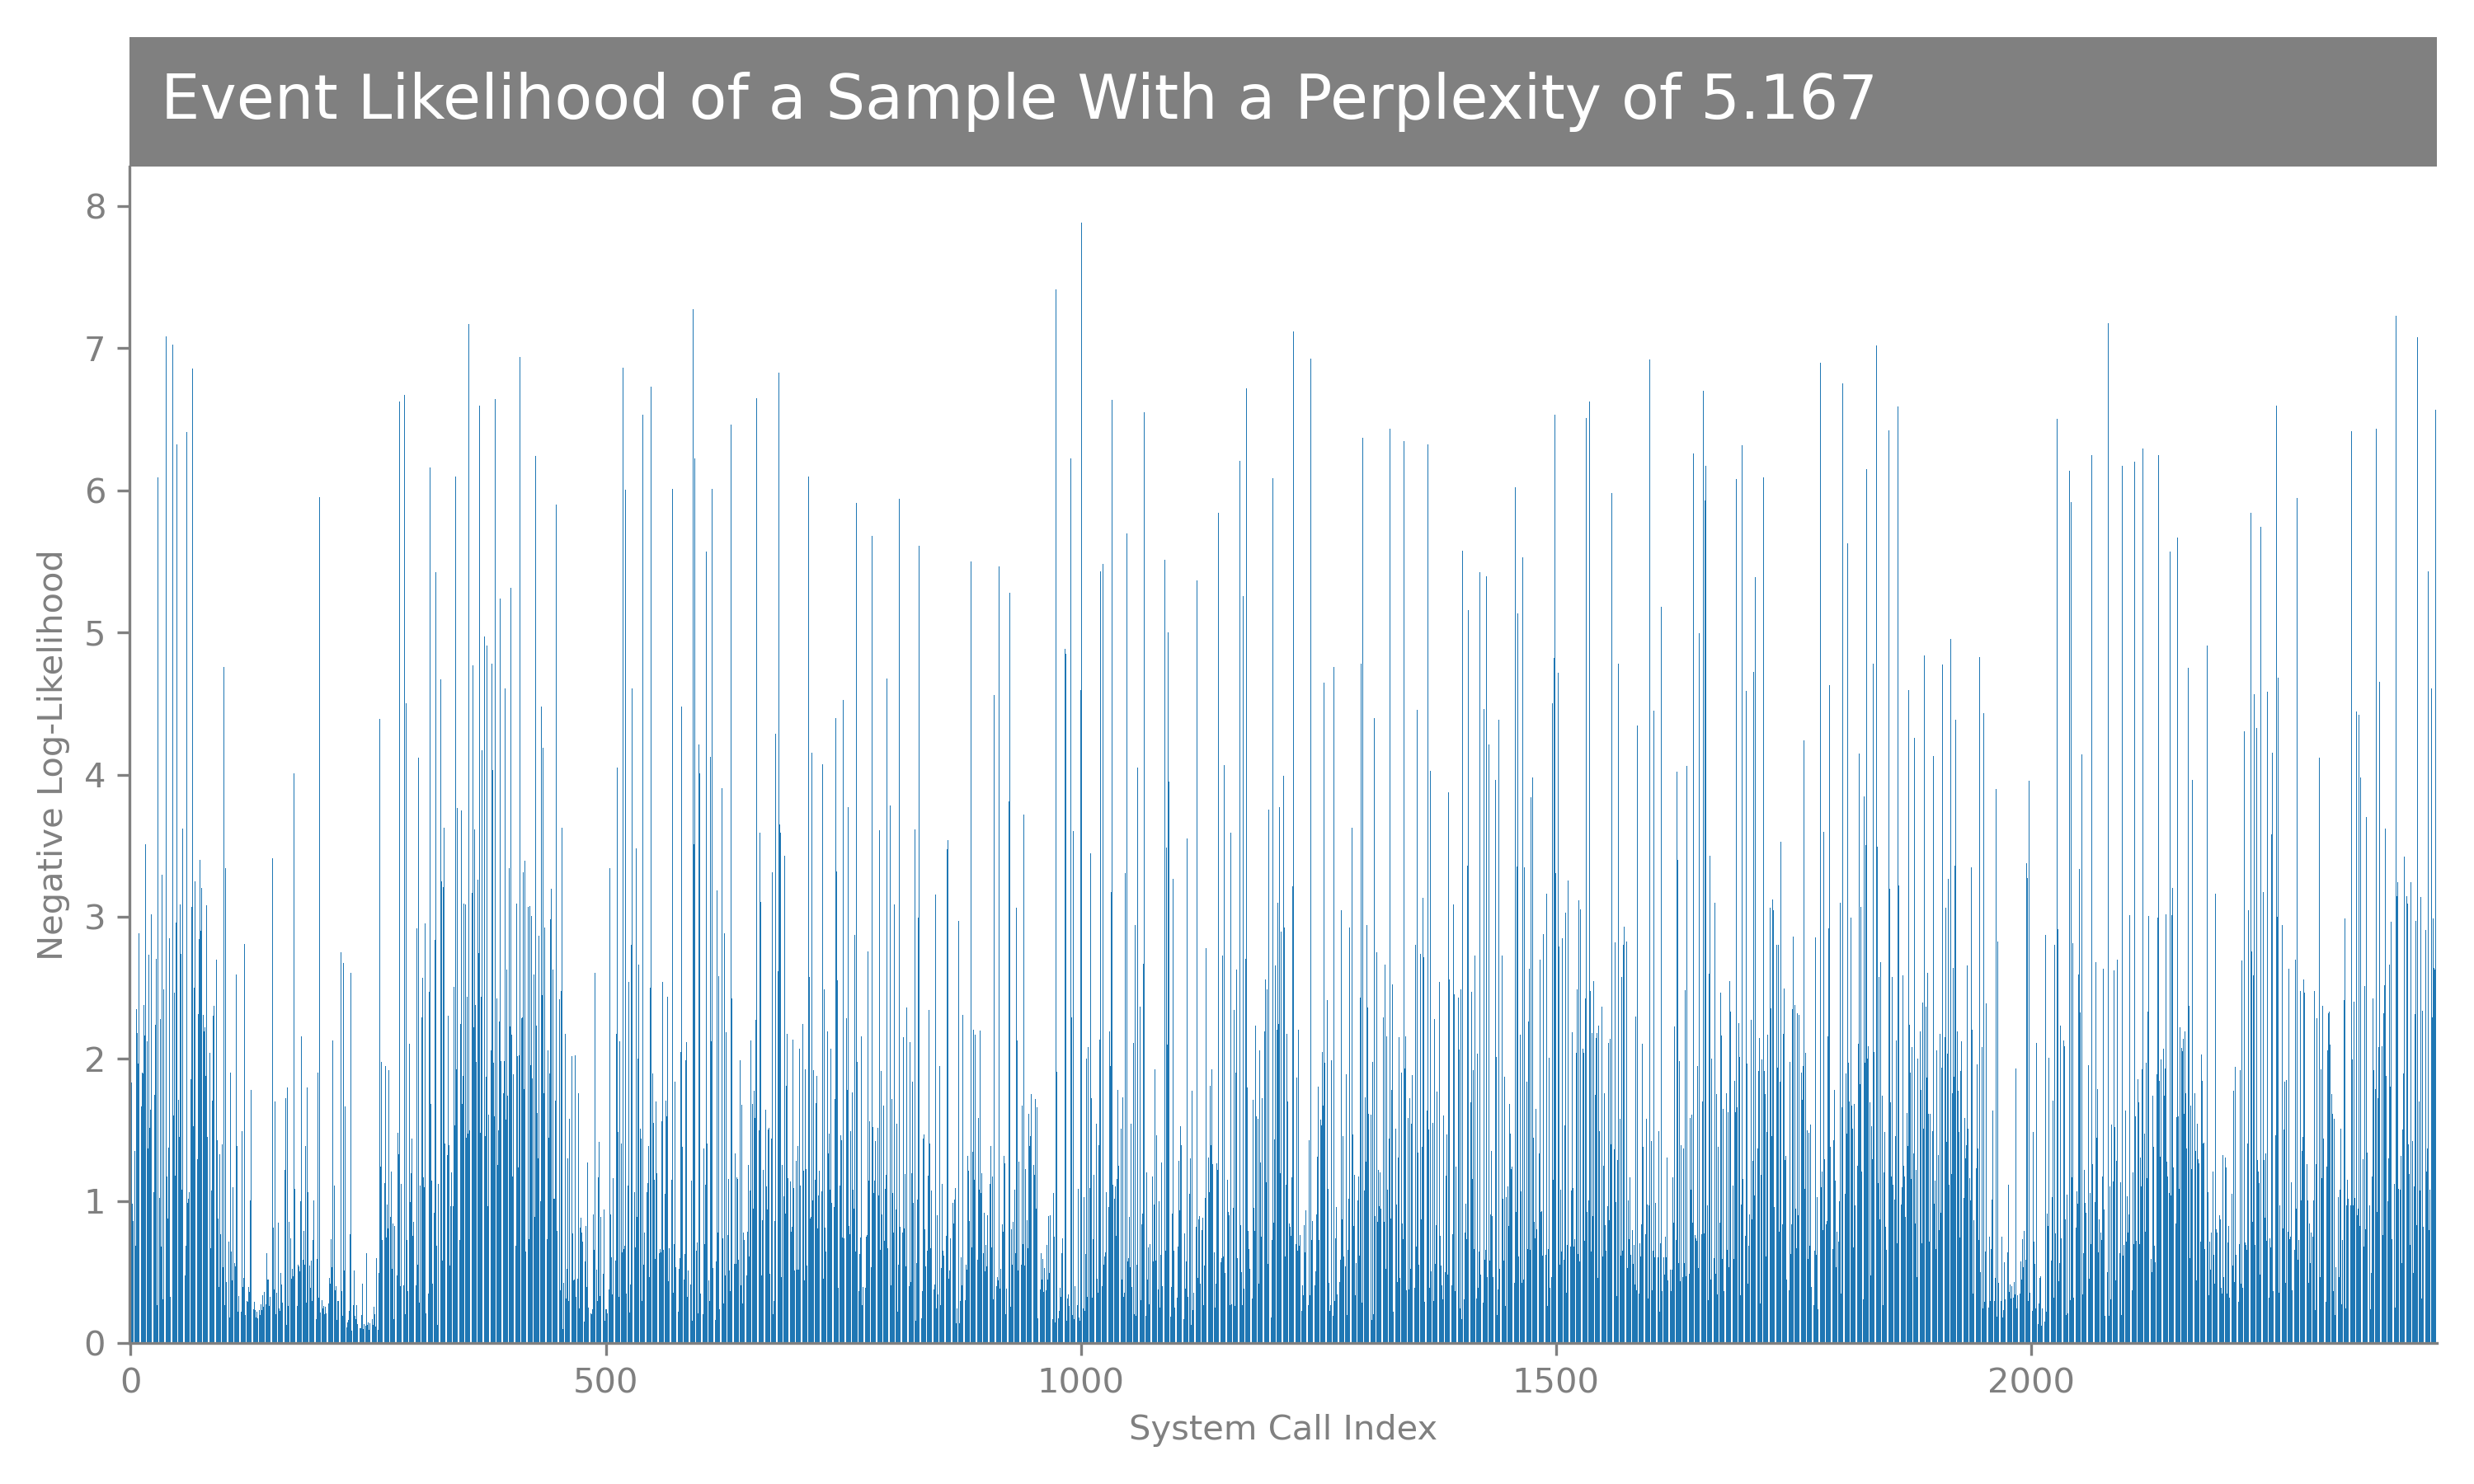 Event Likelihood of a Sample With a Perplexity of 5.167
8
7
6
5
4
3
2
1
0
Negative Log-Likelihood
0 500 1000 1500 2000
System Call Index